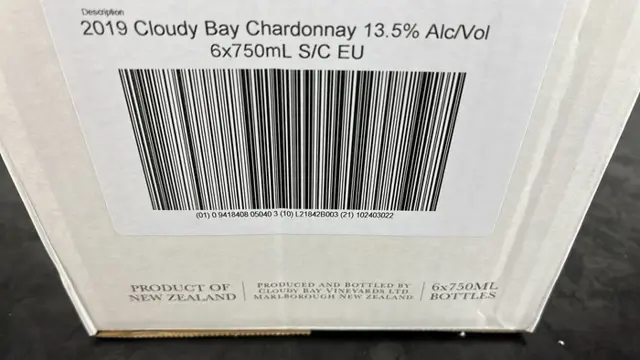 Description
2019 Cloudy Bay Chardonnay 13.5% Alc/Vol
6x750mL S/C EU
(01) 0 9418408 05040 3 (10) L21842B003 (21) 102403022
PRODUCT OF
NEW ZEALAND
PRODUCED AND BOTTLED BY
CLOUDY BAY VINEYARDS LTD
MARLBOROUGH NEW ZEALAND
6x750ML
BOTTLES